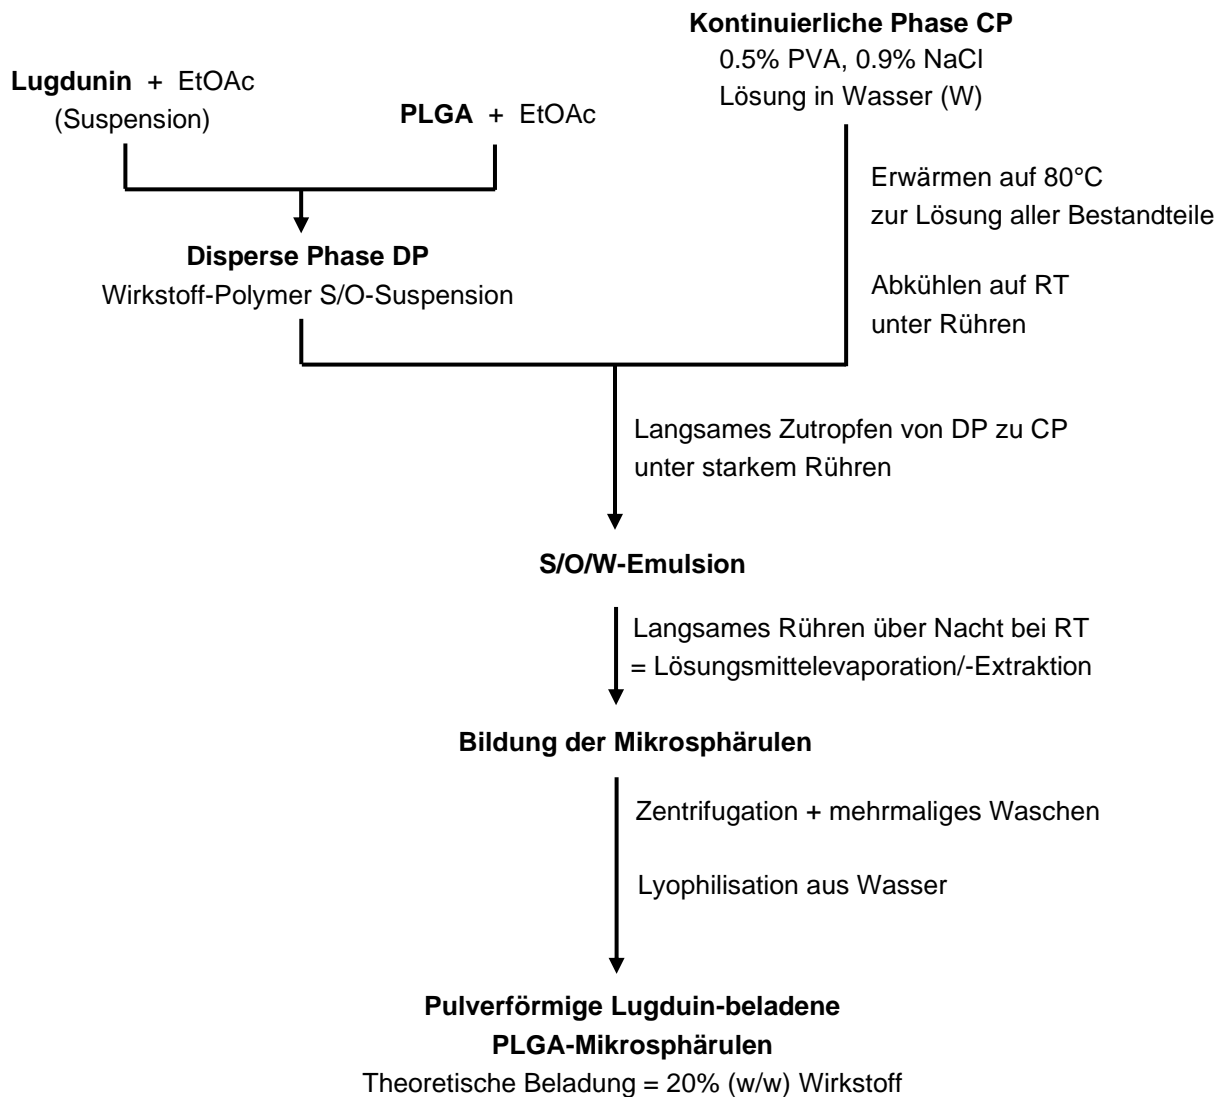 Kontinuierliche Phase CP
0.5% PVA, 0.9% NaCl
Lösung in Wasser (W)
Lugdunin + EtOAc
(Suspension)
PLGA + EtOAc
Erwärmen auf 80°C
zur Lösung aller Bestandteile
Disperse Phase DP
Wirkstoff-Polymer S/O-Suspension
Abkühlen auf RT
unter Rühren
Langsames Zutropfen von DP zu CP
unter starkem Rühren
S/O/W-Emulsion
Langsames Rühren über Nacht bei RT
= Lösungsmittelevaporation/-Extraktion
Bildung der Mikrosphärulen
Zentrifugation + mehrmaliges Waschen
Lyophilisation aus Wasser
Pulverförmige Lugduin-beladene
PLGA-Mikrosphärulen
Theoretische Beladung = 20% (w/w) Wirkstoff